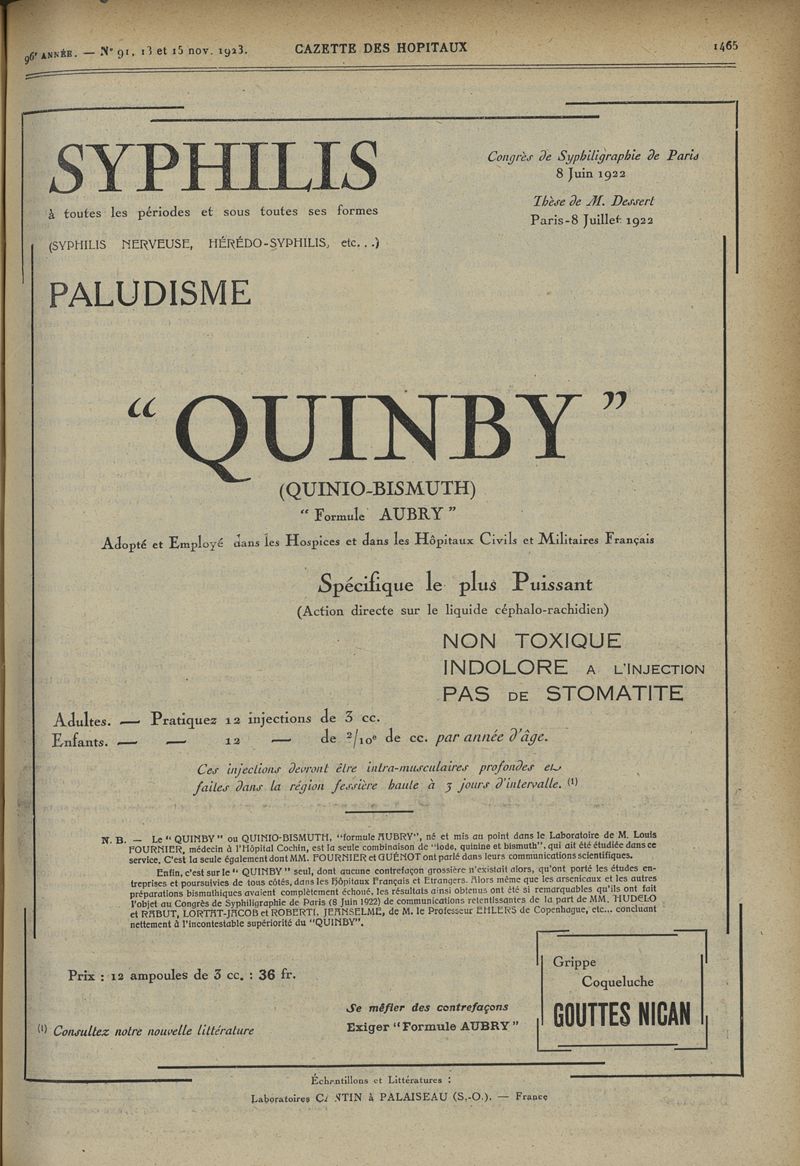 96e ANNÉE. — N° 91. 13 et 15 nov. 1923.
GAZETTE DES HOPITAUX
1465
SYPHILIS
à toutes les périodes et sous toutes ses formes
(SYPHILIS NERVEUSE, HÉRÉDO-SYPHILIS, etc...)
Congrès de Syphiligraphie de Paris
8 Juin 1922
Thèse de M. Dessert
Paris-8 Juillet 1922
PALUDISME
“ QUINBY ”
(QUINIO-BISMUTH)
“ Formule AUBRY ”
Adopté et Employé dans les Hospices et dans les Hôpitaux Civils et Militaires Français
Spécifique le plus Puissant
(Action directe sur le liquide céphalo-rachidien)
NON TOXIQUE
INDOLORE A L'INJECTION
PAS DE STOMATITE
Adultes. — Pratiquez 12 injections de 3 cc.
Enfants. — — 12 — de 2/10e de cc. par année d'âge.
Ces injections devront être intra-musculaires profondes et
faites dans la région fessière haute à 3 jours d'intervalle. (1)
N. B. — Le “ QUINBY ” ou QUINIO-BISMUTH, “formule AUBRY”, né et mis au point dans le Laboratoire de M. Louis
FOURNIER, médecin à l'Hôpital Cochin, est la seule combinaison de “iode, quinine et bismuth”, qui ait été étudiée dans ce
service. C'est la seule également dont MM. FOURNIER et GUÉNOT ont parlé dans leurs communications scientifiques.
Enfin, c'est sur le “ QUINBY ” seul, dont aucune contrefaçon grossière n'existait alors, qu'ont porté les études en-
treprises et poursuivies de tous côtés, dans les Hôpitaux Français et Etrangers. Alors même que les arsenicaux et les autres
préparations bismuthiques avaient complètement échoué, les résultats ainsi obtenus ont été si remarquables qu'ils ont fait
l'objet au Congrès de Syphiligraphie de Paris (8 Juin 1922) de communications retentissantes de la part de MM. HUDELO
et RABUT, LORTAT-JACOB et ROBERTI, JEANSELME, de M. le Professeur EHLERS de Copenhague, etc... concluant
nettement à l'incontestable supériorité du “QUINBY”.
Prix : 12 ampoules de 3 cc. : 36 fr.
Se méfier des contrefaçons
Exiger “Formule AUBRY”
(1) Consultez notre nouvelle littérature
Grippe
Coqueluche
GOUTTES NICAN
Échantillons et Littératures :
Laboratoires CANTIN à PALAISEAU (S.-O.). — France